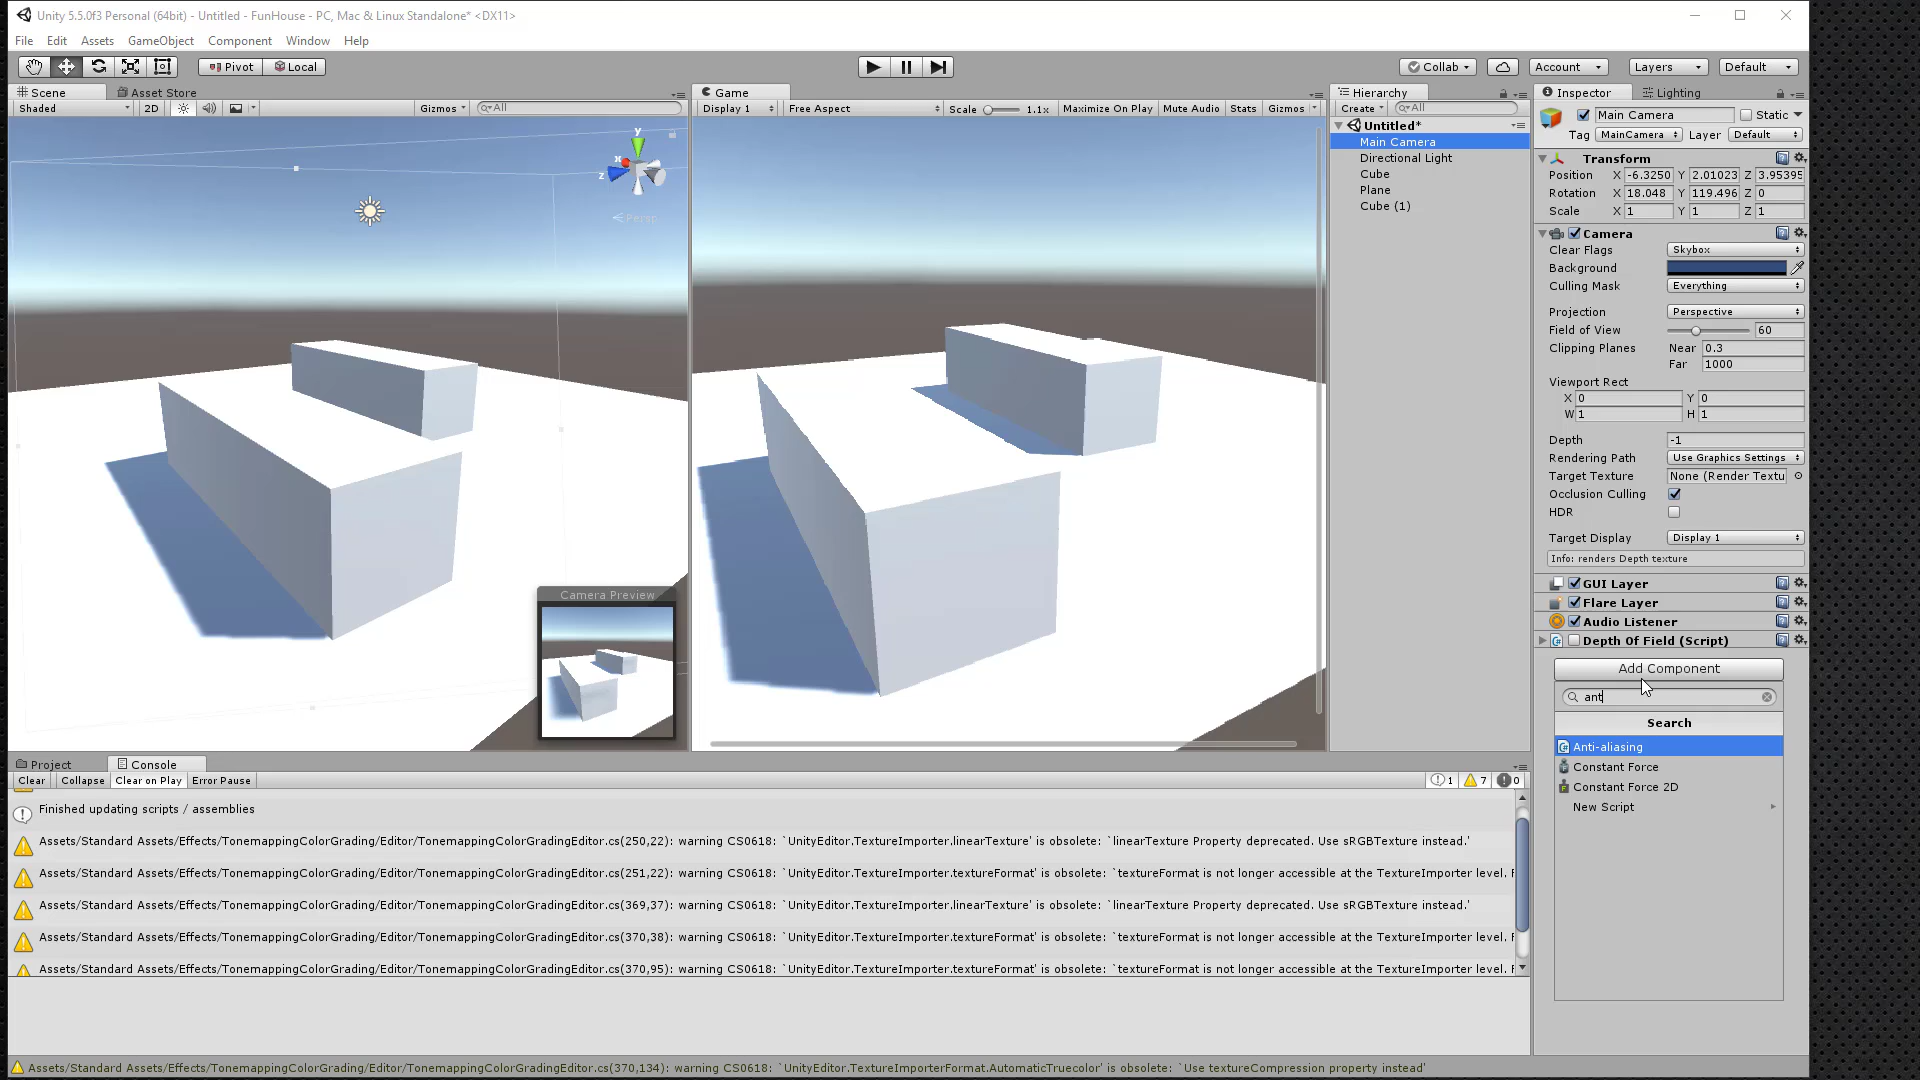 Unity 5.5.0f3 Personal (64bit) - Untitled - FunHouse - PC, Mac & Linux Standalone* <DX11>
File Edit Assets GameObject Component Window Help
Pivot Local Collab Account Layers Default
Scene Asset Store
Shaded 2D Gizmos All
y
x
z
Persp
Camera Preview
Game
Display 1 Free Aspect Scale 1.1x Maximize On Play Mute Audio Stats Gizmos
Hierarchy
Create All
Untitled*
Main Camera
Directional Light
Cube
Plane
Cube (1)
Inspector Lighting
Main Camera Static
Tag MainCamera Layer Default
Transform
Position X -6.3250 Y 2.01023 Z 3.95395
Rotation X 18.048 Y 119.496 Z 0
Scale X 1 Y 1 Z 1
Camera
Clear Flags Skybox
Background
Culling Mask Everything
Projection Perspective
Field of View 60
Clipping Planes Near 0.3
Far 1000
Viewport Rect
X 0 Y 0
W 1 H 1
Depth -1
Rendering Path Use Graphics Settings
Target Texture None (Render Textu
Occlusion Culling
HDR
Target Display Display 1
Info: renders Depth texture
GUI Layer
Flare Layer
Audio Listener
Depth Of Field (Script)
Add Component
ant
Search
Anti-aliasing
Constant Force
Constant Force 2D
New Script
Project Console
Clear Collapse Clear on Play Error Pause 1 7 0
Finished updating scripts / assemblies
Assets/Standard Assets/Effects/TonemappingColorGrading/Editor/TonemappingColorGradingEditor.cs(250,22): warning CS0618: `UnityEditor.TextureImporter.linearTexture' is obsolete: `linearTexture Property deprecated. Use sRGBTexture instead.'
Assets/Standard Assets/Effects/TonemappingColorGrading/Editor/TonemappingColorGradingEditor.cs(251,22): warning CS0618: `UnityEditor.TextureImporter.textureFormat' is obsolete: `textureFormat is not longer accessible at the TextureImporter level.
Assets/Standard Assets/Effects/TonemappingColorGrading/Editor/TonemappingColorGradingEditor.cs(369,37): warning CS0618: `UnityEditor.TextureImporter.linearTexture' is obsolete: `linearTexture Property deprecated. Use sRGBTexture instead.'
Assets/Standard Assets/Effects/TonemappingColorGrading/Editor/TonemappingColorGradingEditor.cs(370,38): warning CS0618: `UnityEditor.TextureImporter.textureFormat' is obsolete: `textureFormat is not longer accessible at the TextureImporter level.
Assets/Standard Assets/Effects/TonemappingColorGrading/Editor/TonemappingColorGradingEditor.cs(370,95): warning CS0618: `UnityEditor.TextureImporter.textureFormat' is obsolete: `textureFormat is not longer accessible at the TextureImporter level.
Assets/Standard Assets/Effects/TonemappingColorGrading/Editor/TonemappingColorGradingEditor.cs(370,134): warning CS0618: `UnityEditor.TextureImporterFormat.AutomaticTruecolor' is obsolete: `Use textureCompression property instead'